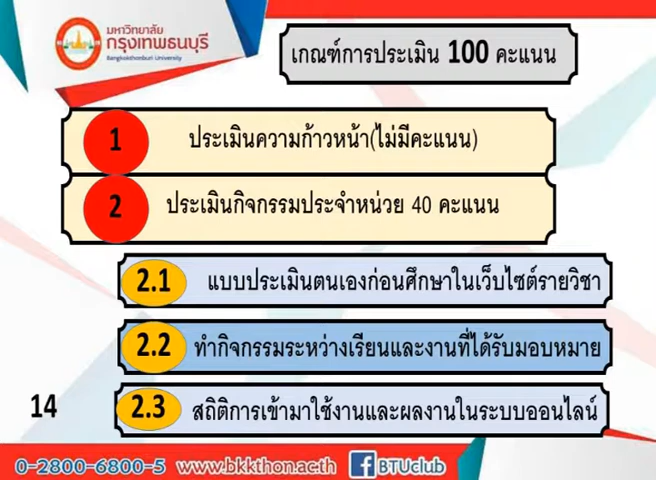 มหาวิทยาลัย
กรุงเทพธนบุรี
Bangkokthonburi University
เกณฑ์การประเมิน 100 คะแนน
1 ประเมินความก้าวหน้า(ไม่มีคะแนน)
2 ประเมินกิจกรรมประจำหน่วย 40 คะแนน
2.1 แบบประเมินตนเองก่อนศึกษาในเว็บไซต์รายวิชา
2.2 ทำกิจกรรมระหว่างเรียนและงานที่ได้รับมอบหมาย
2.3 สถิติการเข้ามาใช้งานและผลงานในระบบออนไลน์
14
0-2800-6800-5 www.bkkthon.ac.th f BTUclub